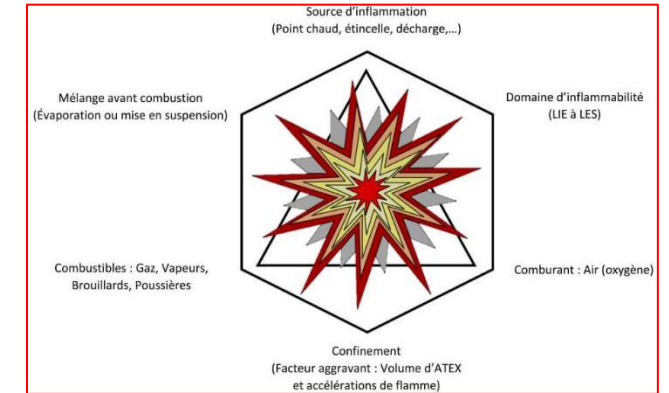 Source d'inflammation
(Point chaud, étincelle, décharge,...)
Mélange avant combustion
(Évaporation ou mise en suspension)
Domaine d'inflammabilité
(LIE à LES)
Combustibles : Gaz, Vapeurs,
Brouillards, Poussières
Comburant : Air (oxygène)
Confinement
(Facteur aggravant : Volume d'ATEX
et accélérations de flamme)